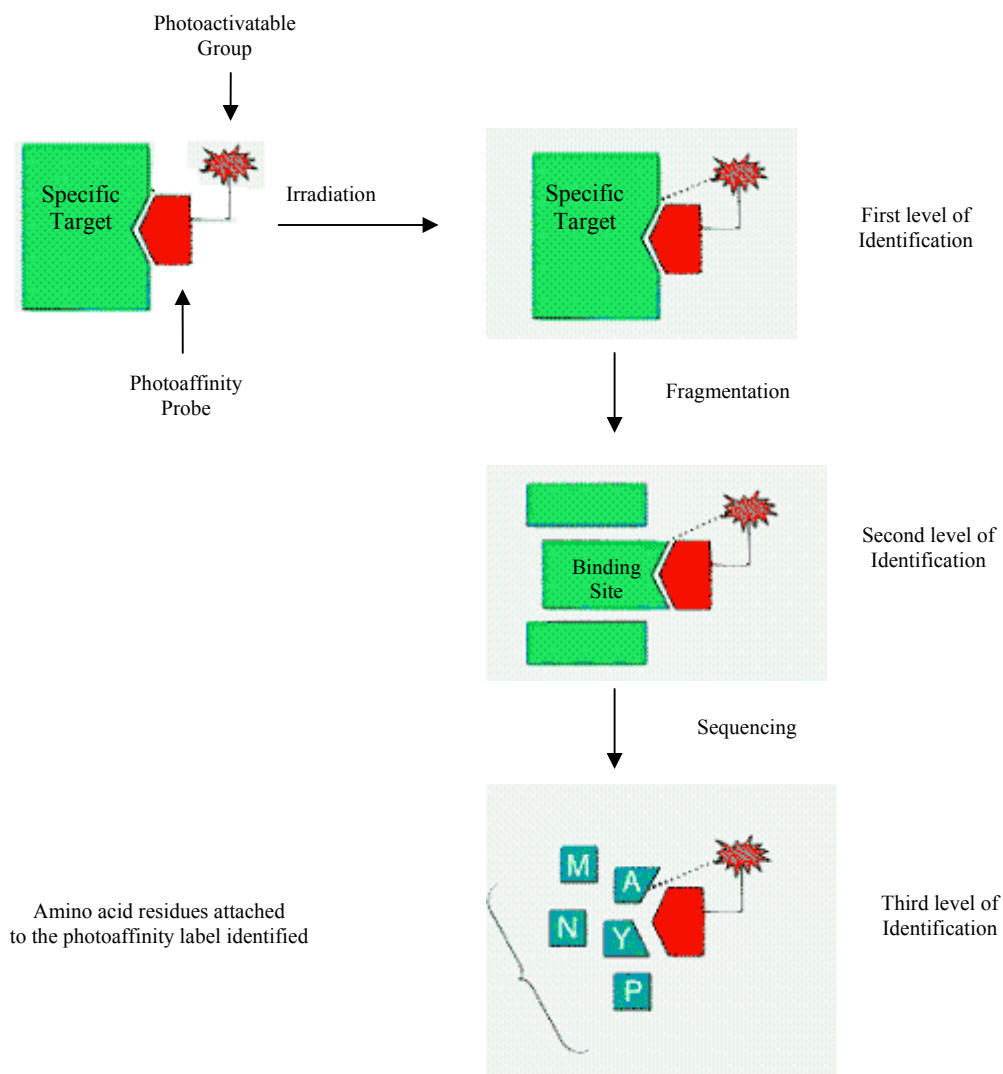 Photoactivatable
Group
Specific
Target
Irradiation
Specific
Target
First level of
Identification
Photoaffinity
Probe
Fragmentation
Binding
Site
Second level of
Identification
Sequencing
M
A
N
Y
P
Amino acid residues attached
to the photoaffinity label identified
Third level of
Identification